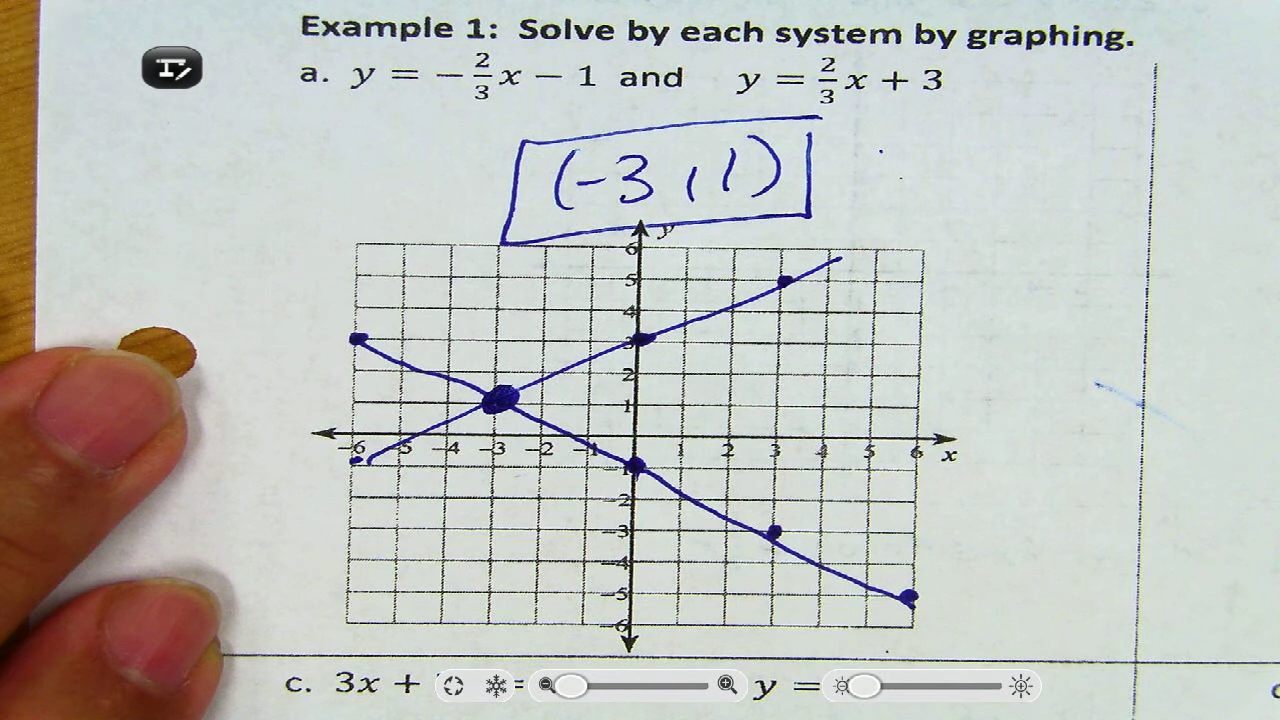 Example 1: Solve by each system by graphing.
a. y = −2/3x − 1 and y = 2/3x + 3
(-3, 1)
y
6
5
4
3
2
1
−6 −5 −4 −3 −2 −1 1 2 3 4 5 6 x
−1
−2
−3
−4
−5
−6
c. 3x + = y =